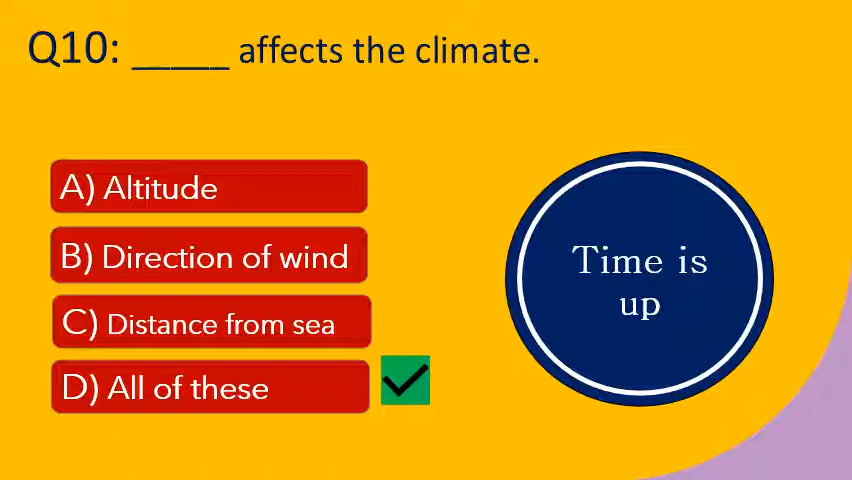 Q10: _____ affects the climate.
A) Altitude
B) Direction of wind
C) Distance from sea
D) All of these
Time is
up